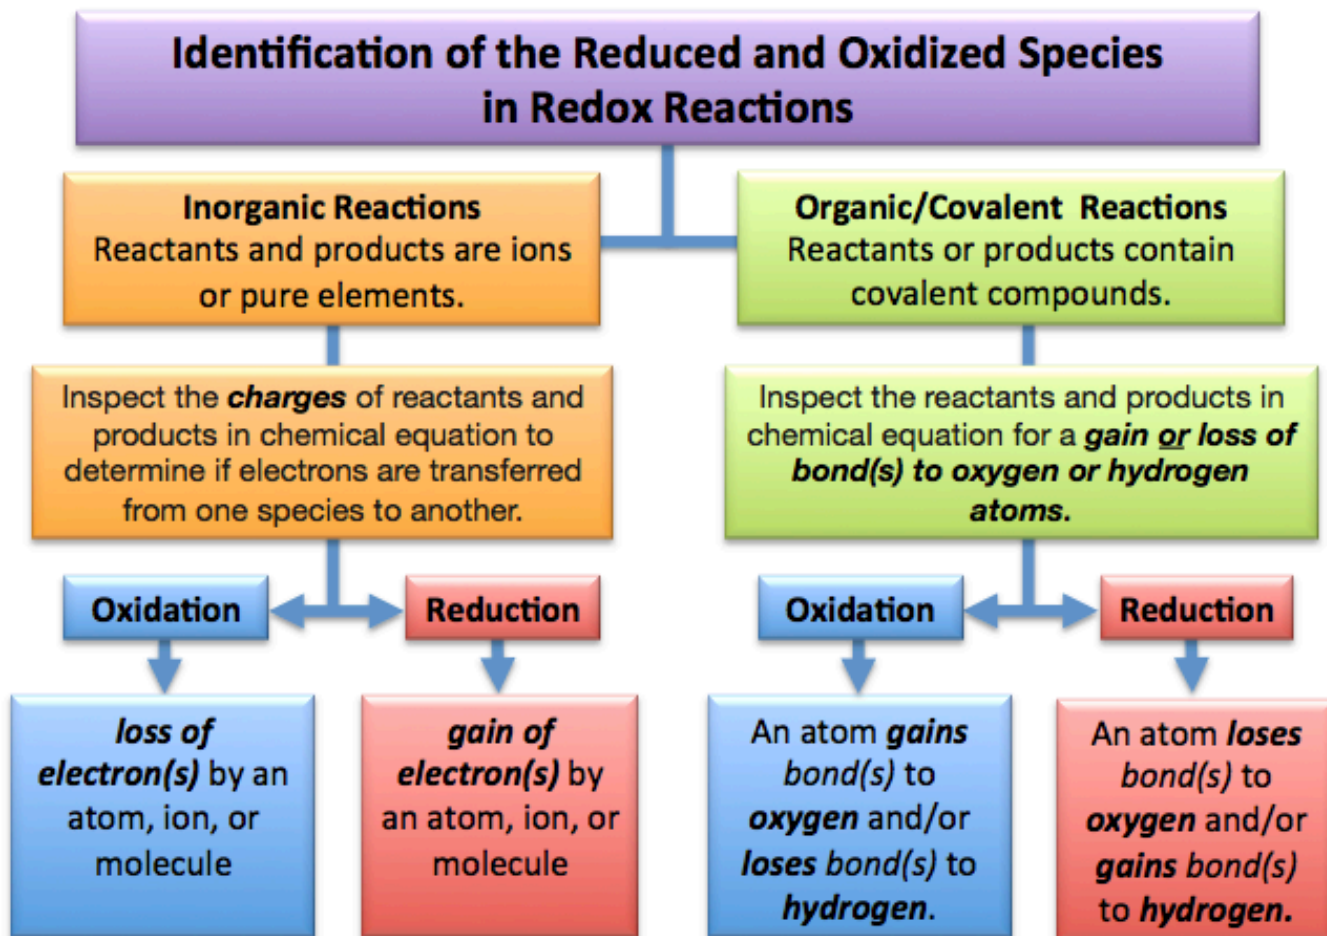 Identification of the Reduced and Oxidized Species
in Redox Reactions
Inorganic Reactions
Reactants and products are ions
or pure elements.
Organic/Covalent Reactions
Reactants or products contain
covalent compounds.
Inspect the charges of reactants and
products in chemical equation to
determine if electrons are transferred
from one species to another.
Inspect the reactants and products in
chemical equation for a gain or loss of
bond(s) to oxygen or hydrogen
atoms.
Oxidation
Reduction
Oxidation
Reduction
loss of
electron(s) by an
atom, ion, or
molecule
gain of
electron(s) by
an atom, ion, or
molecule
An atom gains
bond(s) to
oxygen and/or
loses bond(s) to
hydrogen.
An atom loses
bond(s) to
oxygen and/or
gains bond(s)
to hydrogen.